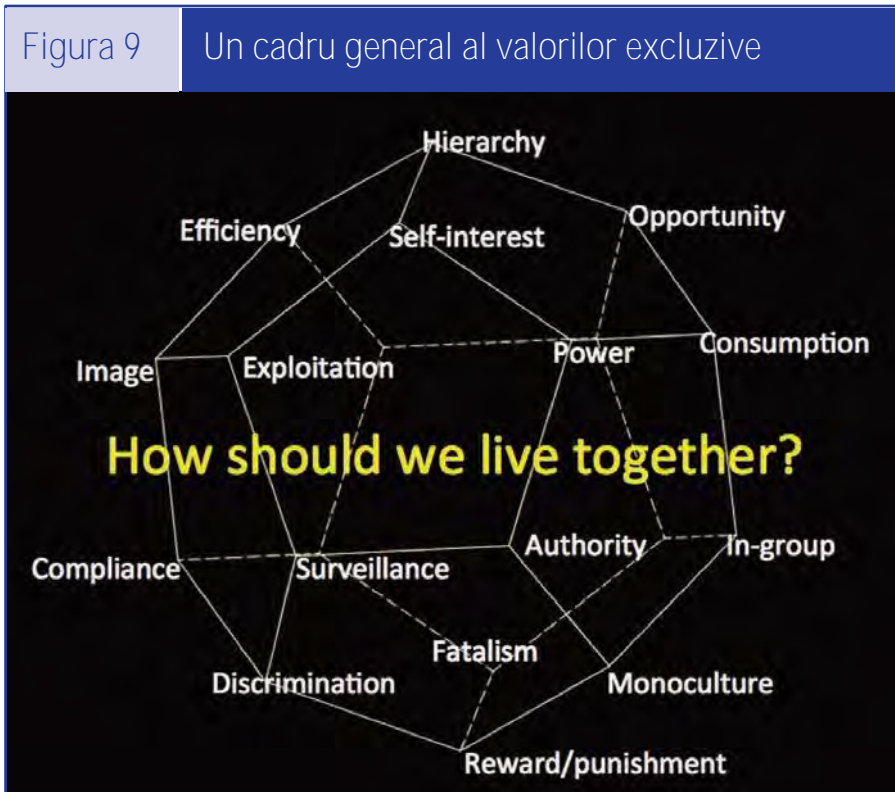 Figura 9 Un cadru general al valorilor excluzive
Hierarchy
Opportunity
Efficiency Self-interest
Power Consumption
Image Exploitation
How should we live together?
Authority In-group
Compliance Surveillance
Fatalism
Discrimination Monoculture
Reward/punishment